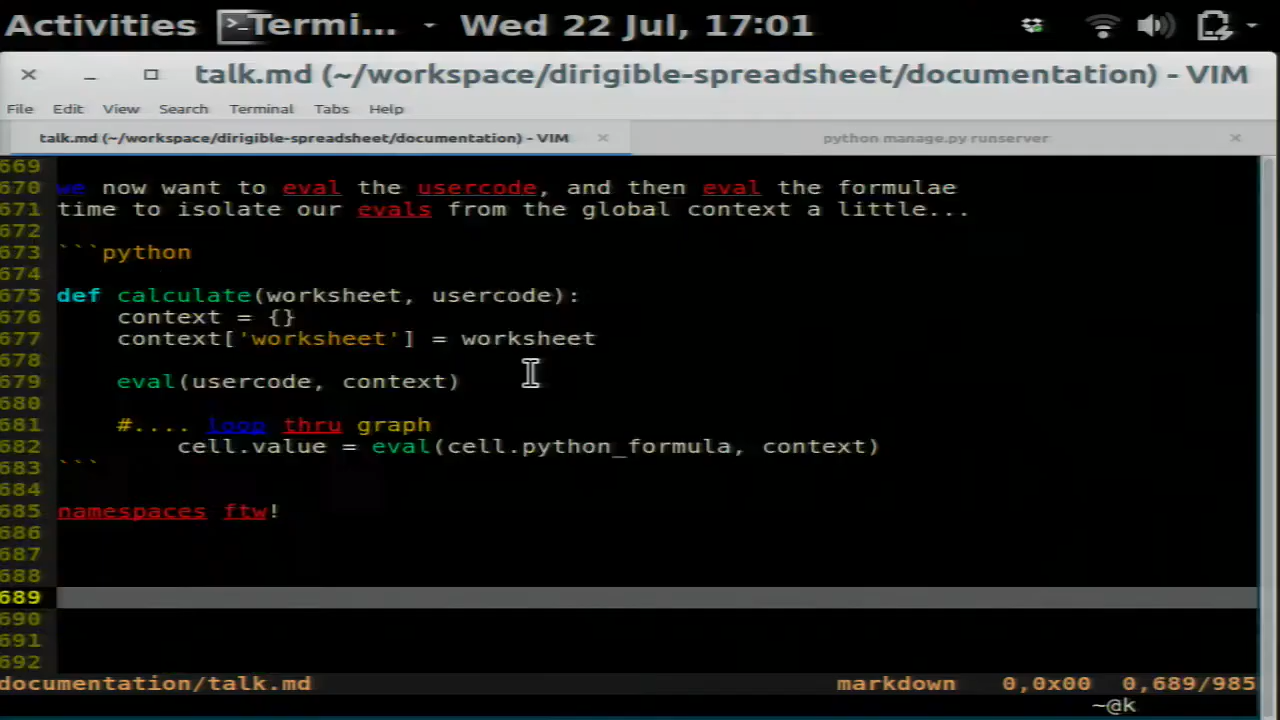 Activities Termi... Wed 22 Jul, 17:01
talk.md (~/workspace/dirigible-spreadsheet/documentation) - VIM
File Edit View Search Terminal Tabs Help
talk.md (~/workspace/dirigible-spreadsheet/documentation) - VIM python manage.py runserver
669
670 we now want to eval the usercode, and then eval the formulae
671 time to isolate our evals from the global context a little...
672
673 ```python
674
675 def calculate(worksheet, usercode):
676 context = {}
677 context['worksheet'] = worksheet
678
679 eval(usercode, context)
680
681 #.... loop thru graph
682 cell.value = eval(cell.python_formula, context)
683 ```
684
685 namespaces ftw!
686
687
688
689
690
691
692
documentation/talk.md markdown 0,0x00 0,689/985
~@k